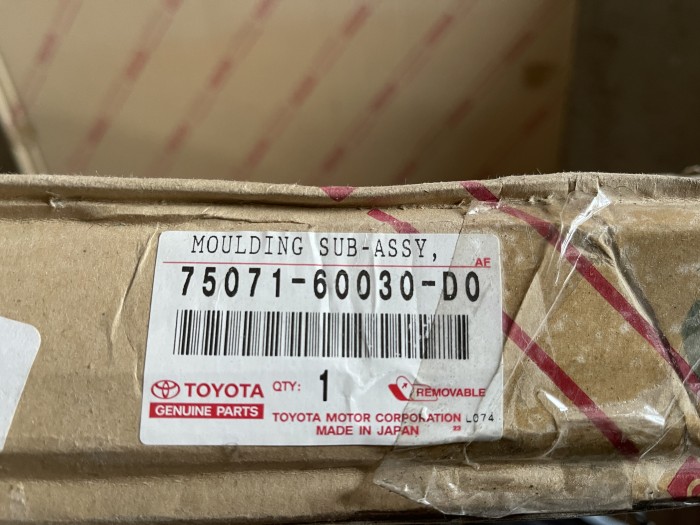 MOULDING SUB-ASSY,
AF
75071-60030-D0
TOYOTA
GENUINE PARTS
QTY: 1
REMOVABLE
TOYOTA MOTOR CORPORATION L074
MADE IN JAPAN